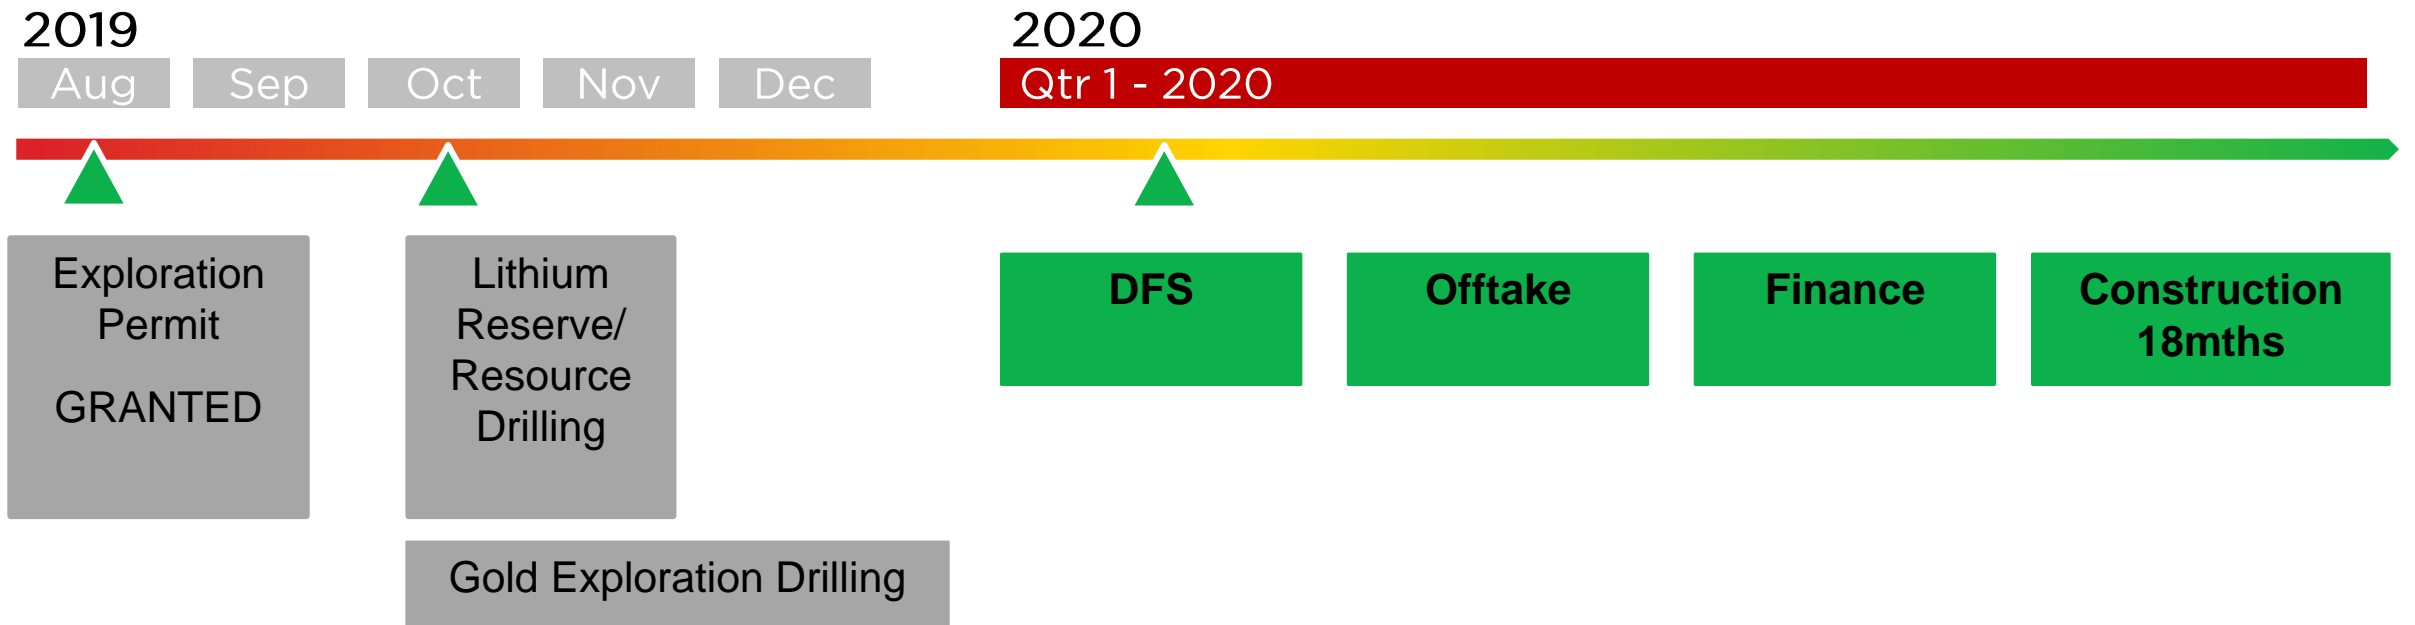 2019
2020
Aug
Sep
Oct
Nov
Dec
Qtr 1 - 2020
Exploration
Permit
GRANTED
Lithium
Reserve/
Resource
Drilling
Gold Exploration Drilling
DFS
Offtake
Finance
Construction
18mths